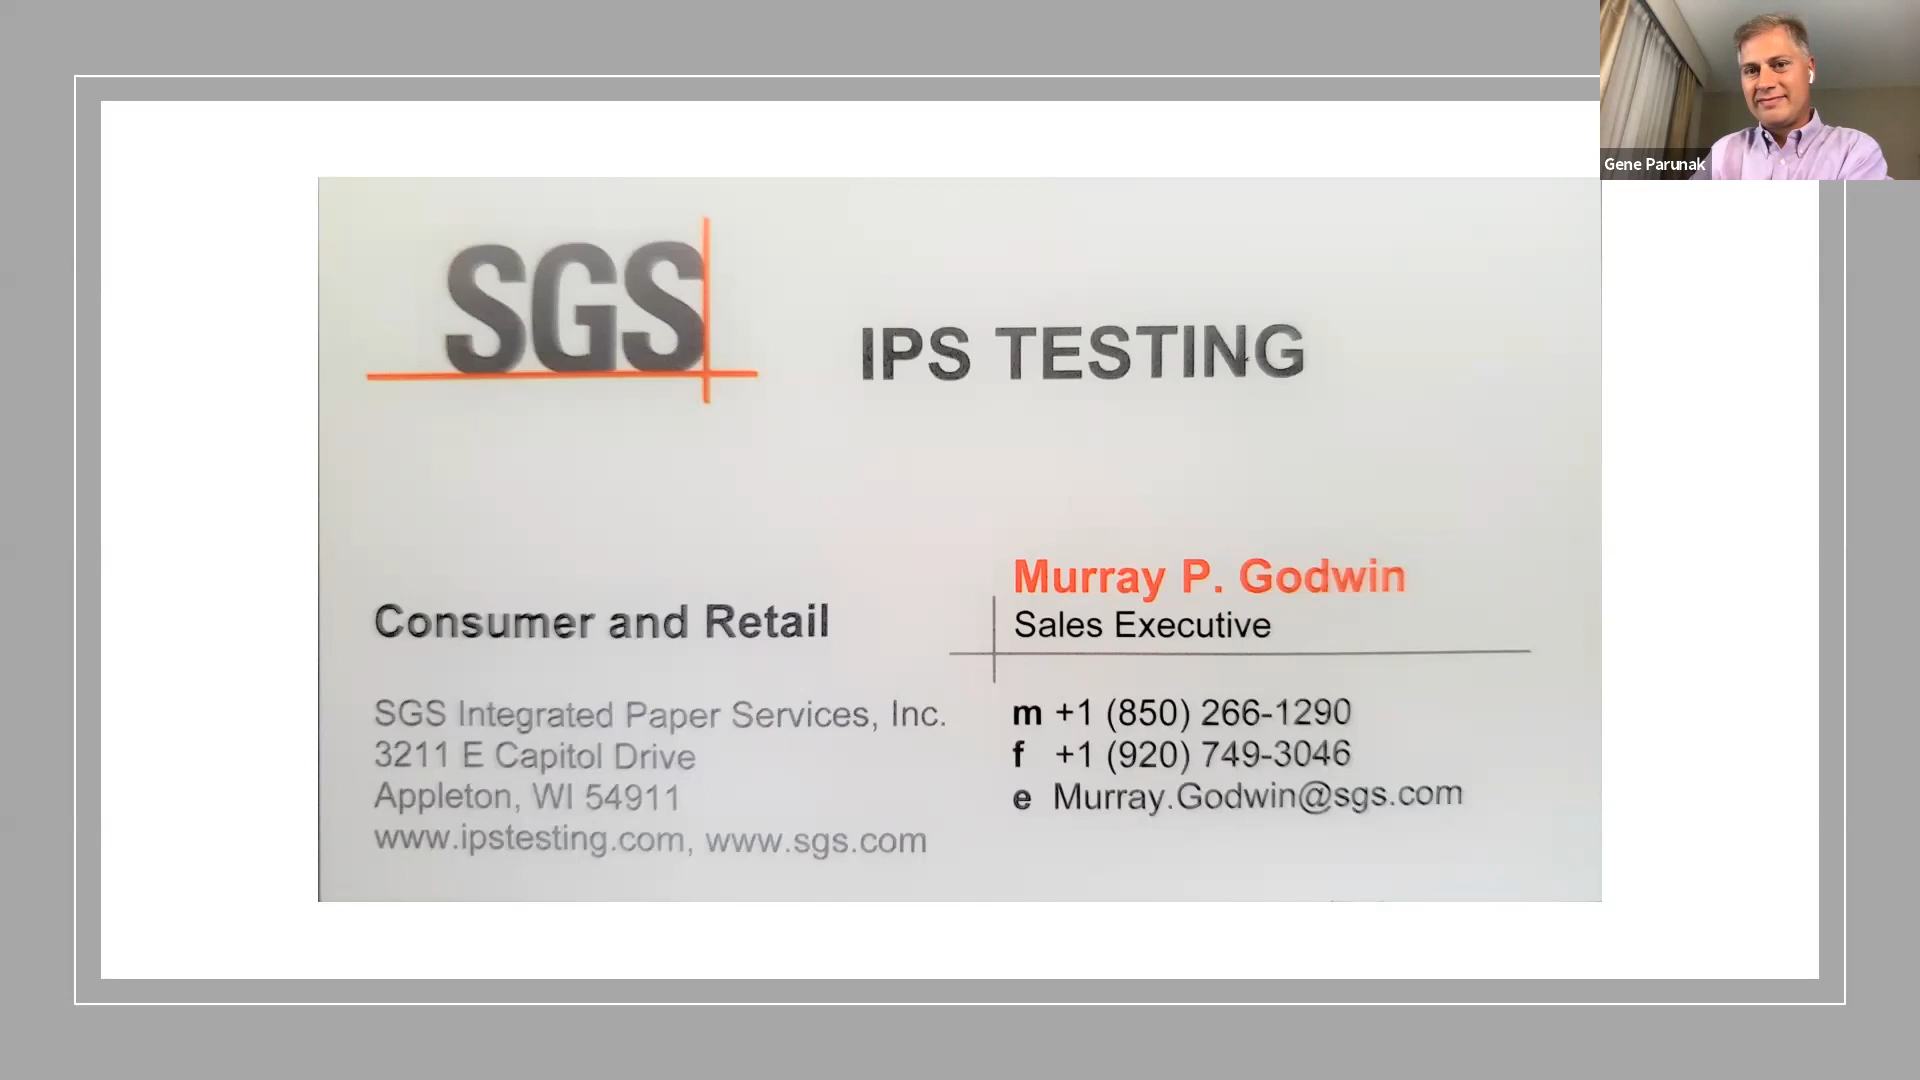 Gene Parunak
SGS
IPS TESTING
Consumer and Retail
SGS Integrated Paper Services, Inc.
3211 E Capitol Drive
Appleton, WI 54911
www.ipstesting.com, www.sgs.com
Murray P. Godwin
Sales Executive
m +1 (850) 266-1290
f +1 (920) 749-3046
e Murray.Godwin@sgs.com